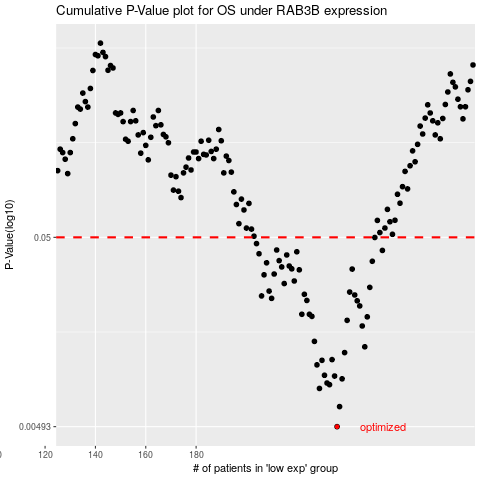 Cumulative P-Value plot for OS under RAB3B expression
P-Value(log10)
0.05
0.00493
optimized
0 120 140 160 180
# of patients in 'low exp' group